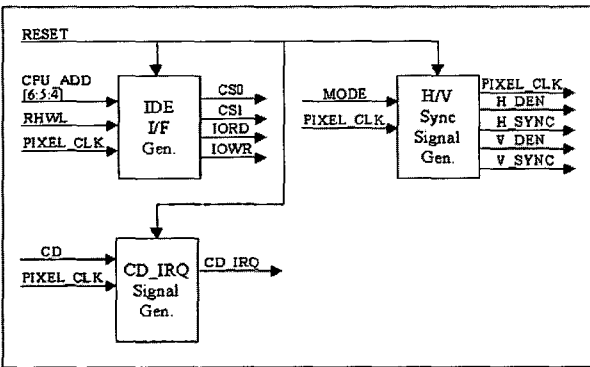 RESET
CPU_ADD
[6:5:4]
RHWL
PIXEL_CLK
IDE
I/F
Gen.
CS0
CS1
IORD
IOWR
MODE
PIXEL_CLK
H/V
Sync
Signal
Gen.
PIXEL_CLK
H_DEN
H_SYNC
V_DEN
V_SYNC
CD
PIXEL_CLK
CD_IRQ
Signal
Gen.
CD_IRQ